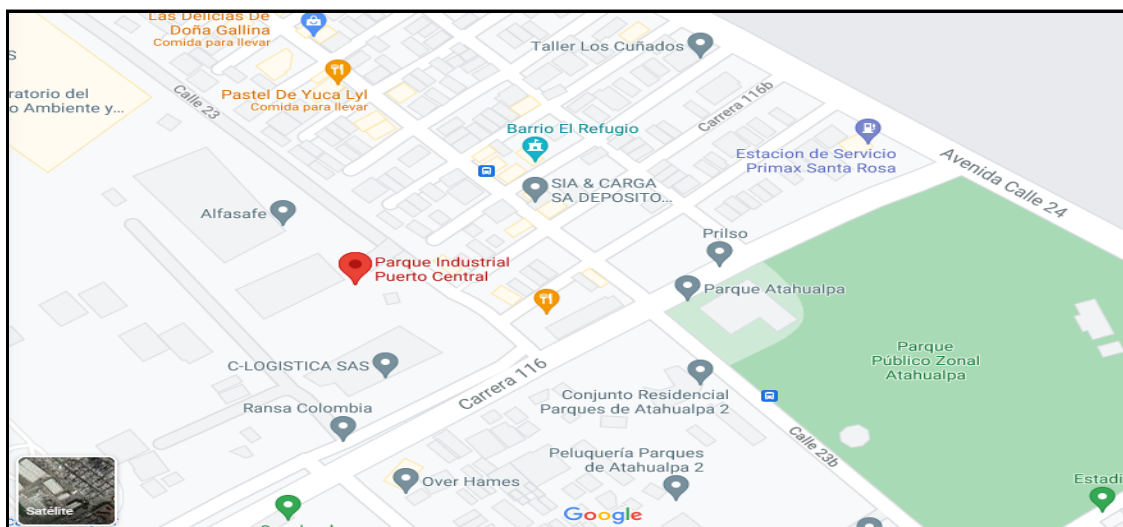 Las Delicias De
Doña Gallina
Comida para llevar
Taller Los Cuñados
S
ratorio del
o Ambiente y...
Calle 23
Pastel De Yuca Lyl
Comida para llevar
Carrera 116b
Barrio El Refugio
Estacion de Servicio
Primax Santa Rosa
Avenida Calle 24
SIA & CARGA
SA DEPOSITO...
Alfasafe
Prilso
Parque Industrial
Puerto Central
Parque Atahualpa
Parque
Público Zonal
Atahualpa
C-LOGISTICA SAS
Carrera 116
Conjunto Residencial
Parques de Atahualpa 2
Ransa Colombia
Calle 23b
Peluquería Parques
de Atahualpa 2
Over Hames
Estadi
Satélite
Google